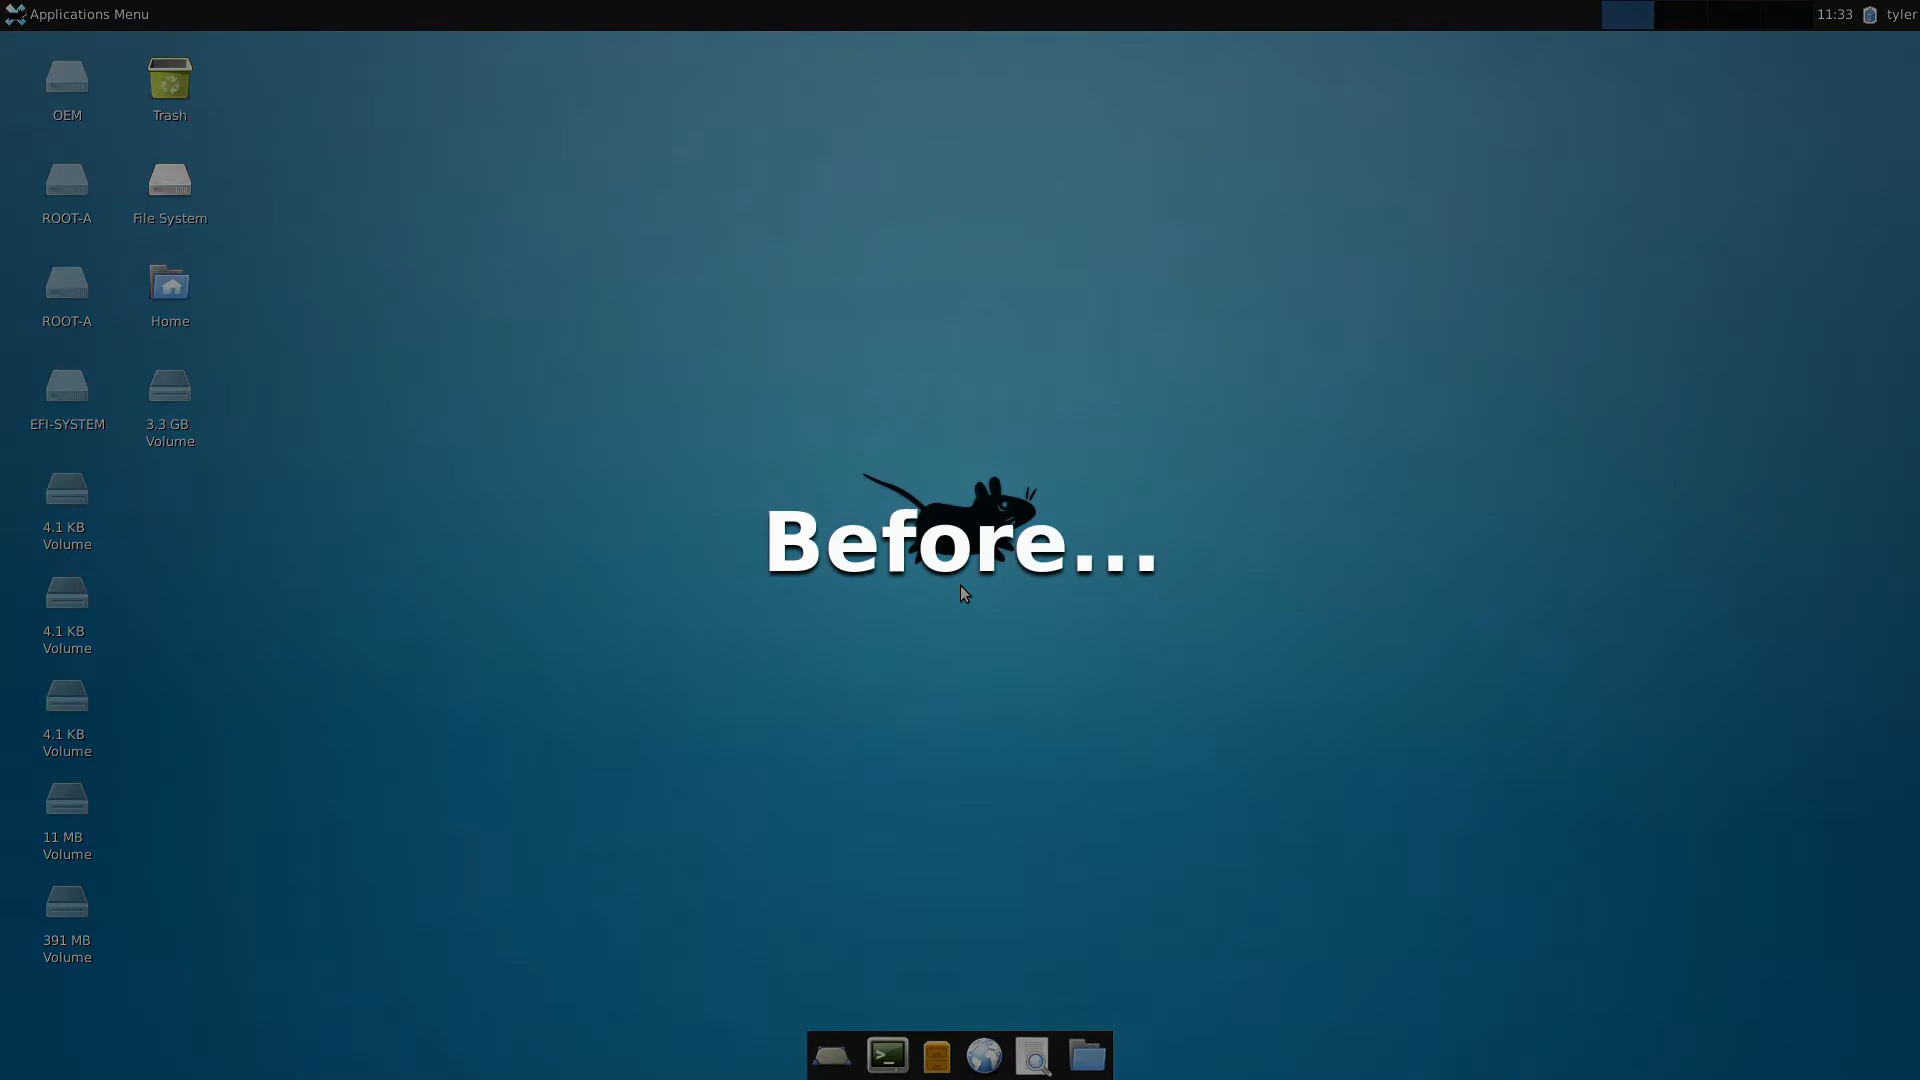 Applications Menu
11:33
tyler
OEM
Trash
ROOT-A
File System
ROOT-A
Home
EFI-SYSTEM
3.3 GB
Volume
4.1 KB
Volume
4.1 KB
Volume
4.1 KB
Volume
11 MB
Volume
391 MB
Volume
Before...
>_